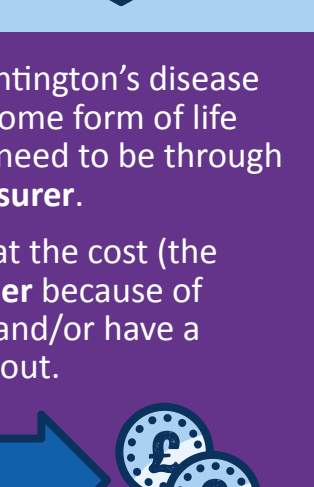 ntington’s disease
ome form of life
need to be through
surer.
at the cost (the
er because of
and/or have a
out.
£